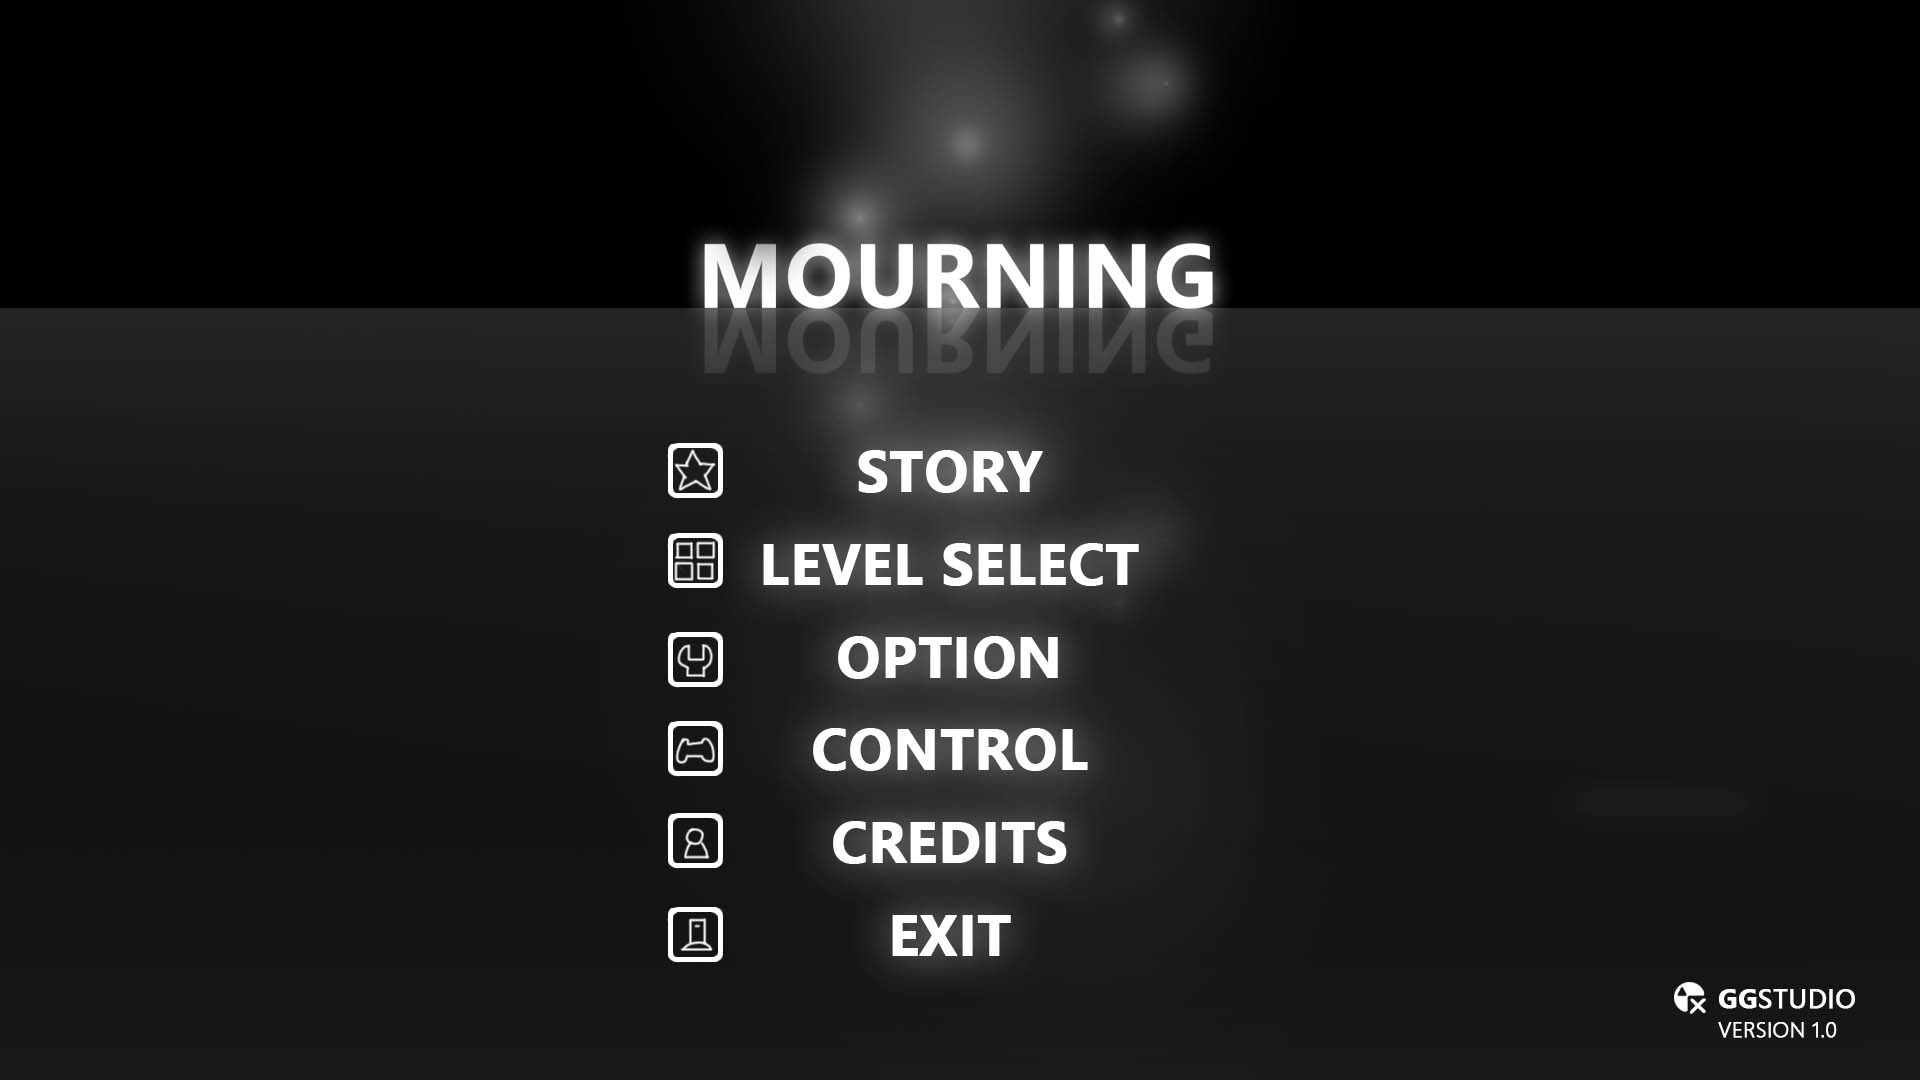 MOURNING
STORY
LEVEL SELECT
OPTION
CONTROL
CREDITS
EXIT
GGSTUDIO
VERSION 1.0